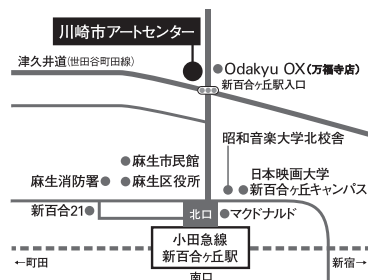 川崎市アートセンター
津久井道(世田谷町田線)
Odakyu OX(万福寺店)
新百合ヶ丘駅入口
昭和音楽大学北校舎
麻生市民館
日本映画大学
新百合ヶ丘キャンパス
麻生消防署
麻生区役所
新百合21
北口
マクドナルド
小田急線
新百合ヶ丘駅
←町田
新宿→
南口